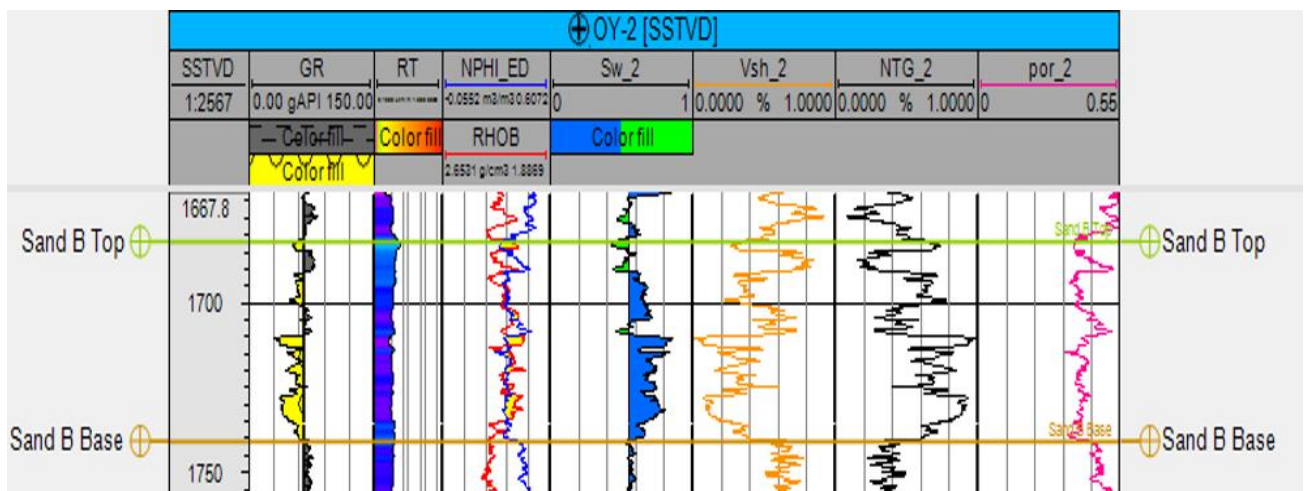 OY-2 [SSTVD]
SSTVD GR RT NPHI_ED Sw_2 Vsh_2 NTG_2 por_2
1:2567 0.00 gAPI 150.00 -0.0552 m3/m3 0.6072 0 1 0.0000 % 1.0000 0.0000 % 1.0000 0 0.55
Color fill Color fill RHOB Color fill
Color fill 2.6531 g/cm3 1.8869
1667.8
Sand B Top Sand B Top Sand B Top
1700
Sand B Base Sand B Base Sand B Base
1750